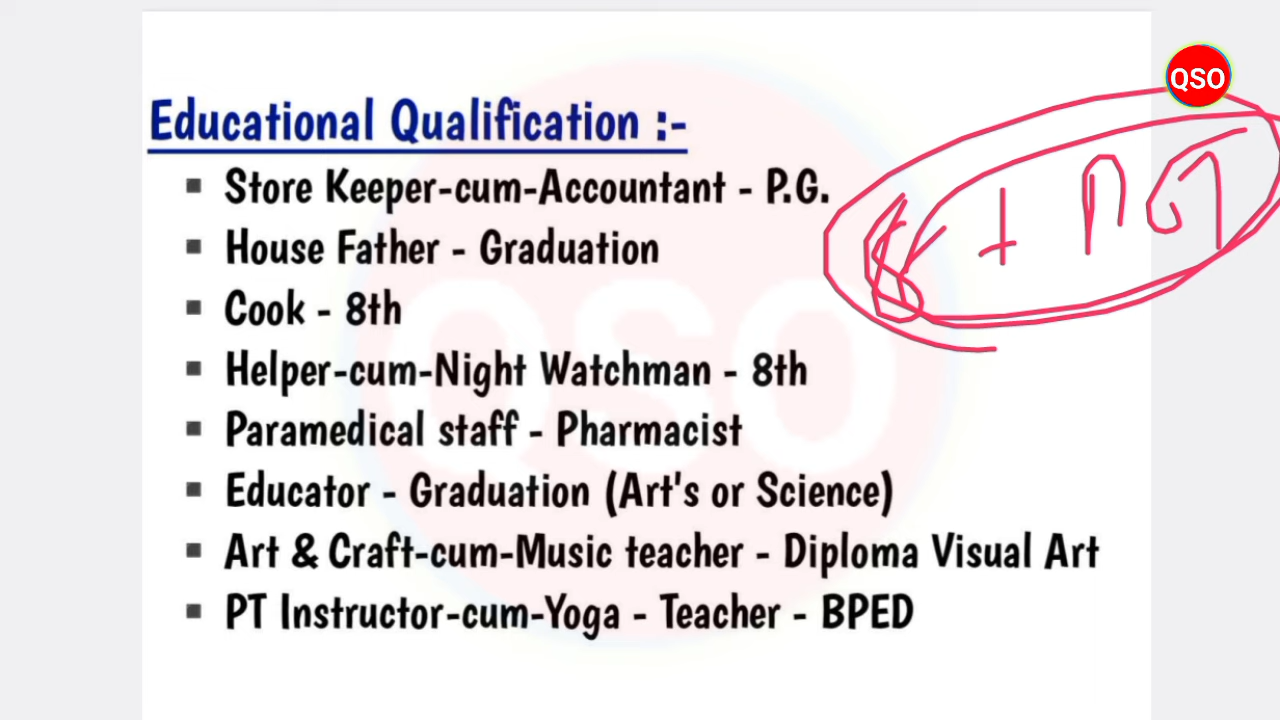 QSO
Educational Qualification :-
▪ Store Keeper-cum-Accountant - P.G.
▪ House Father - Graduation
▪ Cook - 8th
▪ Helper-cum-Night Watchman - 8th
▪ Paramedical staff - Pharmacist
▪ Educator - Graduation (Art's or Science)
▪ Art & Craft-cum-Music teacher - Diploma Visual Art
▪ PT Instructor-cum-Yoga - Teacher - BPED
QSO